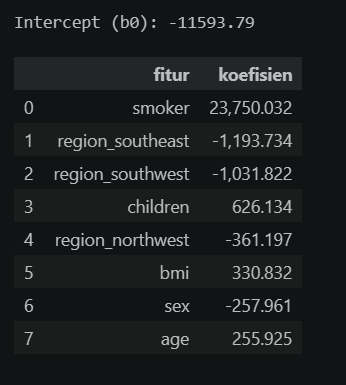 Intercept (b0): -11593.79
fitur koefisien
0 smoker 23,750.032
1 region_southeast -1,193.734
2 region_southwest -1,031.822
3 children 626.134
4 region_northwest -361.197
5 bmi 330.832
6 sex -257.961
7 age 255.925